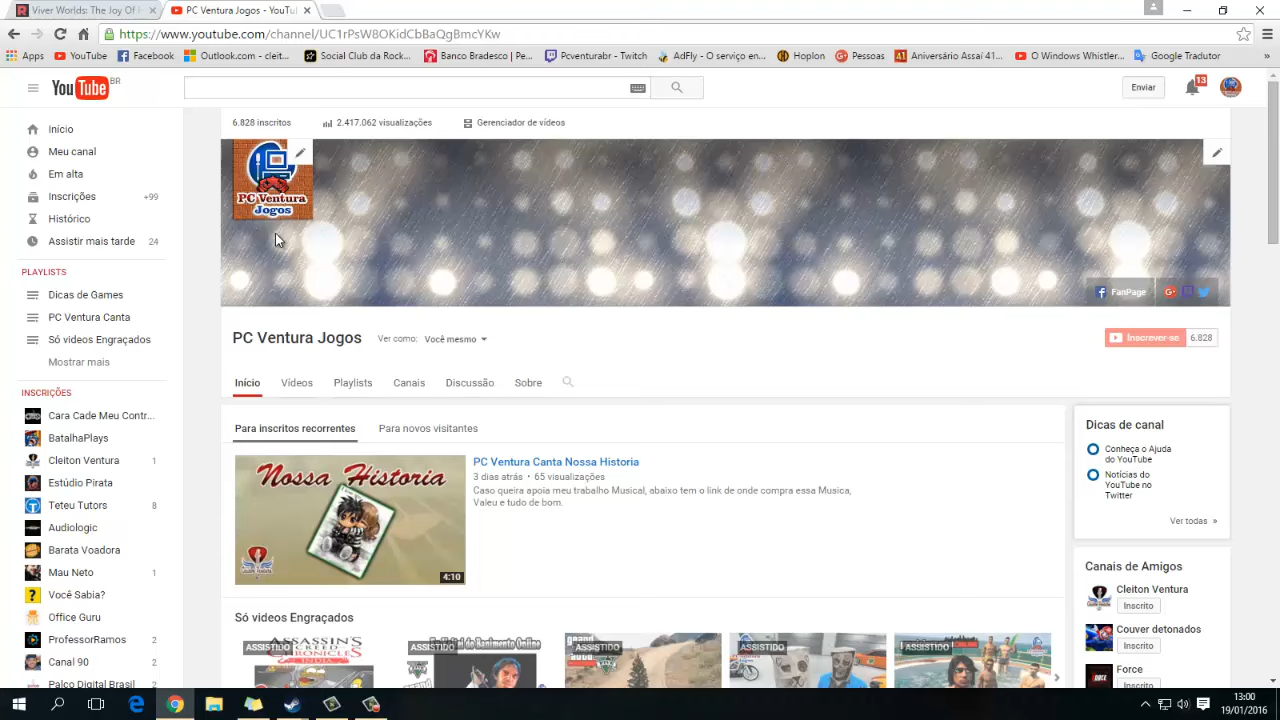 Viver Worlds: The Joy Of H
PC Ventura Jogos - YouTu
https://www.youtube.com/channel/UC1rPsW8OKidCbBaQgBmcYKw
Apps
YouTube
Facebook
Outlook.com - cleit...
Social Club da Rock...
Banco Bradesco | Pe...
Pcventurabr - Twitch
AdFly - O serviço en...
Hoplon
Pessoas
Aniversário Assaí 41...
O Windows Whistler...
Google Tradutor
»
YouTube BR
Enviar
13
Início
Meu canal
Em alta
Inscrições +99
Histórico
Assistir mais tarde 24
PLAYLISTS
Dicas de Games
PC Ventura Canta
Só videos Engraçados
Mostrar mais
INSCRIÇÕES
Cara Cade Meu Contr...
BatalhaPlays
Cleiton Ventura 1
Estúdio Pirata
Teteu Tutors 8
Audiologic
Barata Voadora
Mau Neto 1
Você Sabia?
Office Guru
ProfessorRamos 2
Canal 90 2
Palco Digital Brasil 2
6.828 inscritos
2.417.062 visualizações
Gerenciador de vídeos
PC Ventura
Jogos
FanPage
PC Ventura Jogos
Ver como: Você mesmo
Inscrever-se 6.828
Início
Vídeos
Playlists
Canais
Discussão
Sobre
Para inscritos recorrentes
Para novos visitantes
Nossa Historia
4:10
PC Ventura Canta Nossa Historia
3 dias atrás • 65 visualizações
Caso queira apoia meu trabalho Musical, abaixo tem o link de onde compra essa Musica,
Valeu e tudo de bom.
Só videos Engraçados
ASSISTIDO
ASSASSIN'S
CREED
CHRONICLES
INDIA
ASSISTIDO
ASSISTIDO
ASSISTIDO
ASSISTIDO
Dicas de canal
Conheça o Ajuda
do YouTube
Notícias do
YouTube no
Twitter
Ver todas »
Canais de Amigos
Cleiton Ventura
Inscrito
Couver detonados
Inscrito
Force
Inscrito
13:00
19/01/2016